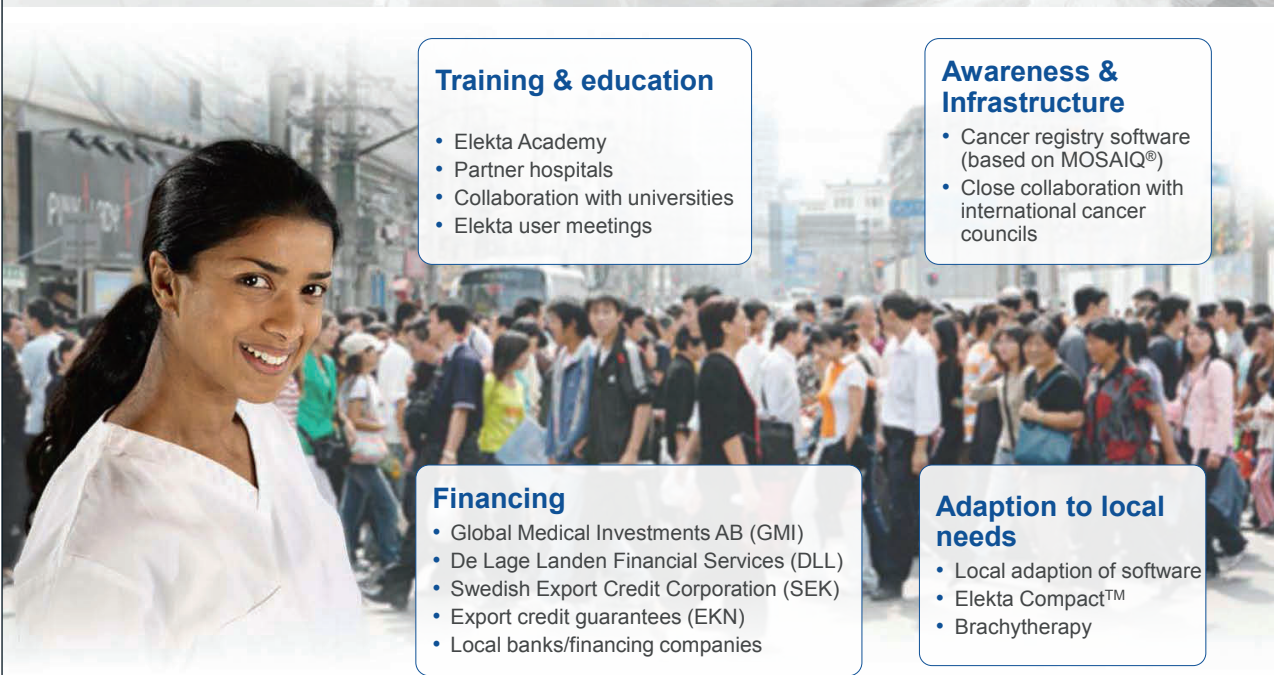 Training & education
• Elekta Academy
• Partner hospitals
• Collaboration with universities
• Elekta user meetings
Awareness &
Infrastructure
• Cancer registry software
(based on MOSAIQ®)
• Close collaboration with
international cancer
councils
Financing
• Global Medical Investments AB (GMI)
• De Lage Landen Financial Services (DLL)
• Swedish Export Credit Corporation (SEK)
• Export credit guarantees (EKN)
• Local banks/financing companies
Adaption to local
needs
• Local adaption of software
• Elekta Compact™
• Brachytherapy